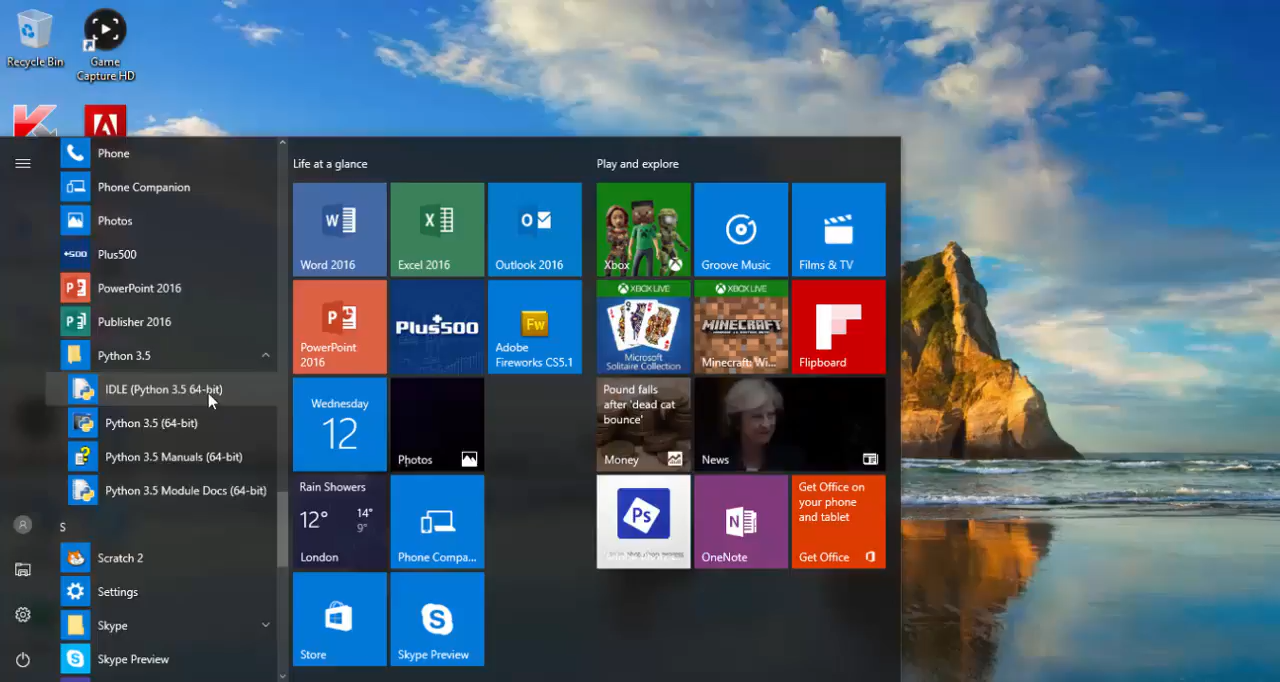 Recycle Bin
Game
Capture HD
Phone
Phone Companion
Photos
+500
Plus500
PowerPoint 2016
Publisher 2016
Python 3.5
IDLE (Python 3.5 64-bit)
Python 3.5 (64-bit)
Python 3.5 Manuals (64-bit)
Python 3.5 Module Docs (64-bit)
S
Scratch 2
Settings
Skype
Skype Preview
Life at a glance
Word 2016
Excel 2016
Outlook 2016
PowerPoint
2016
Plus500
Fw
Adobe
Fireworks CS5.1
Wednesday
12
Photos
Rain Showers
12°
14°
9°
London
Phone Compa...
Store
Skype Preview
Play and explore
Xbox
Groove Music
Films & TV
XBOX LIVE
Microsoft
Solitaire Collection
XBOX LIVE
MINECRAFT
Minecraft: Wi...
Flipboard
Pound falls
after 'dead cat
bounce'
Money
News
Ps
OneNote
Get Office on
your phone
and tablet
Get Office